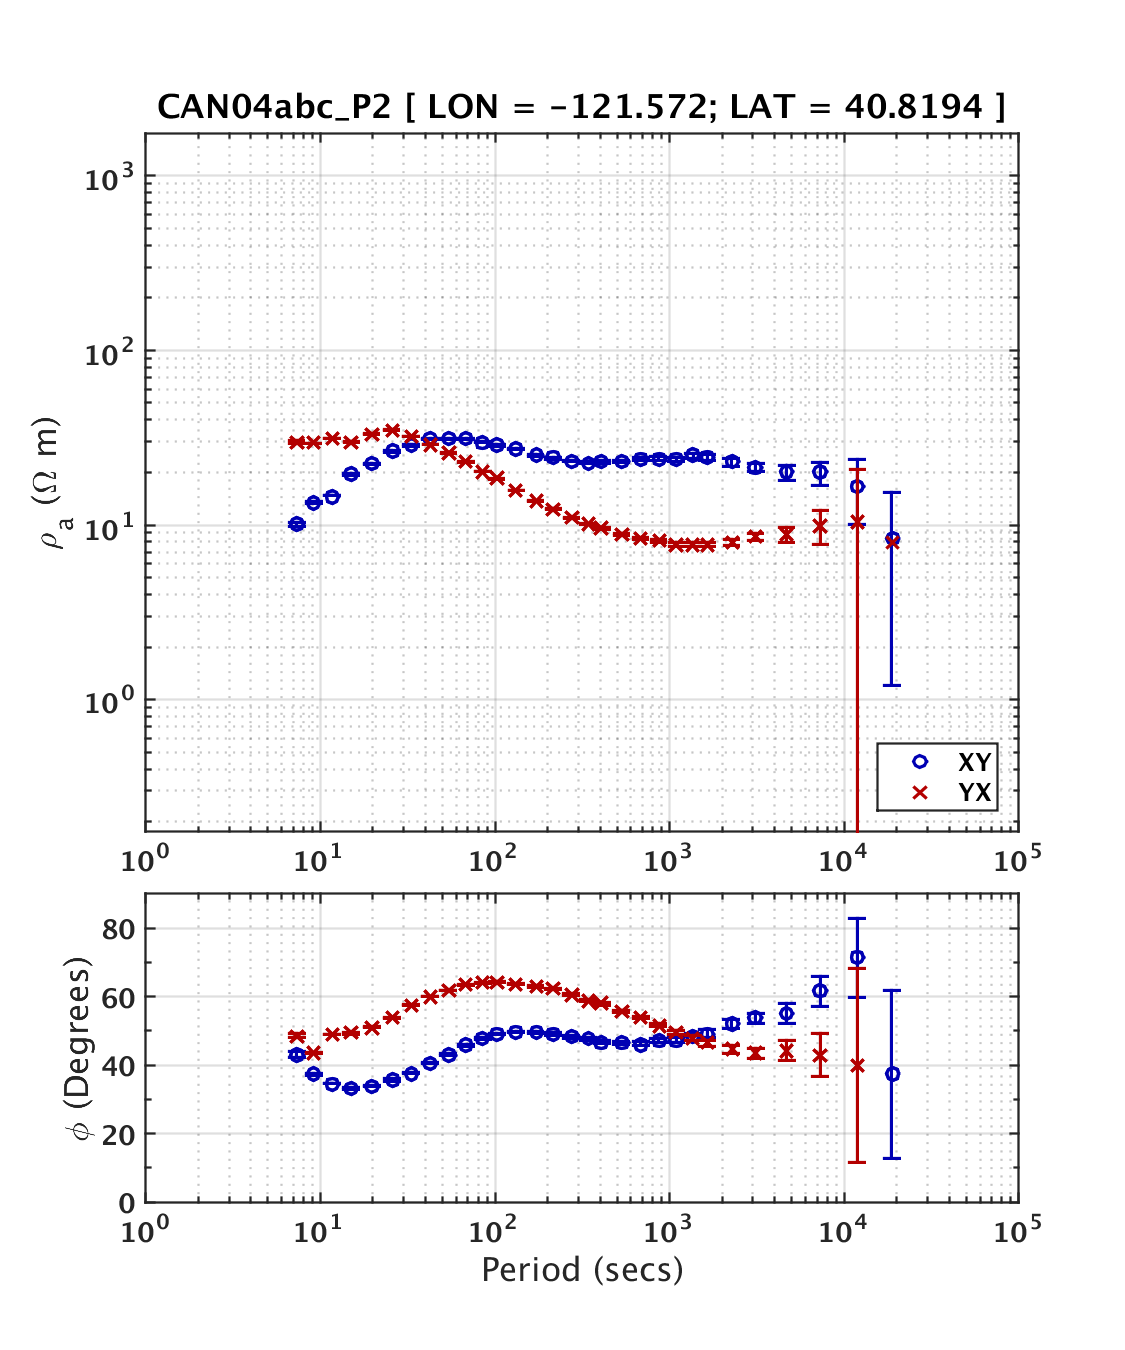 CAN04abc_P2 [ LON = -121.572; LAT = 40.8194 ]
10³
10²
10¹
10⁰
ρₐ (Ω m)
XY
YX
10⁰ 10¹ 10² 10³ 10⁴ 10⁵
80
60
40
20
0
ϕ (Degrees)
10⁰ 10¹ 10² 10³ 10⁴ 10⁵
Period (secs)